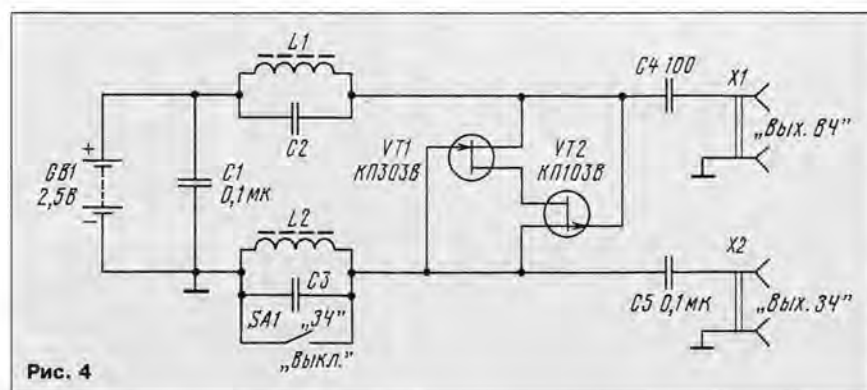 L1
C2
C4 100
X1
„Вых. ВЧ"
VT1
КП303В
VT2
КП103В
+
GB1
2,5В
−
C1
0,1мк
L2
C3
SA1 „ЗЧ"
„Выкл."
C5 0,1мк
X2
„Вых. ЗЧ"
Рис. 4